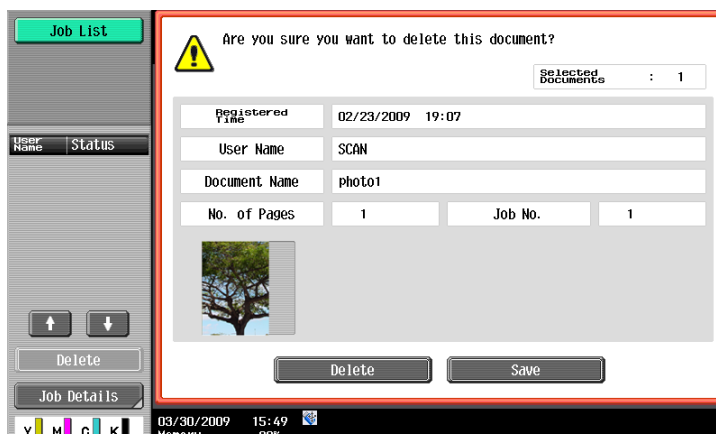 Job List
Are you sure you want to delete this document?
Selected Documents : 1
Registered Time 02/23/2009 19:07
User Name Status
User Name SCAN
Document Name photo1
No. of Pages 1 Job No. 1
Delete
Delete Save
Job Details
03/30/2009 15:49
Y M C K